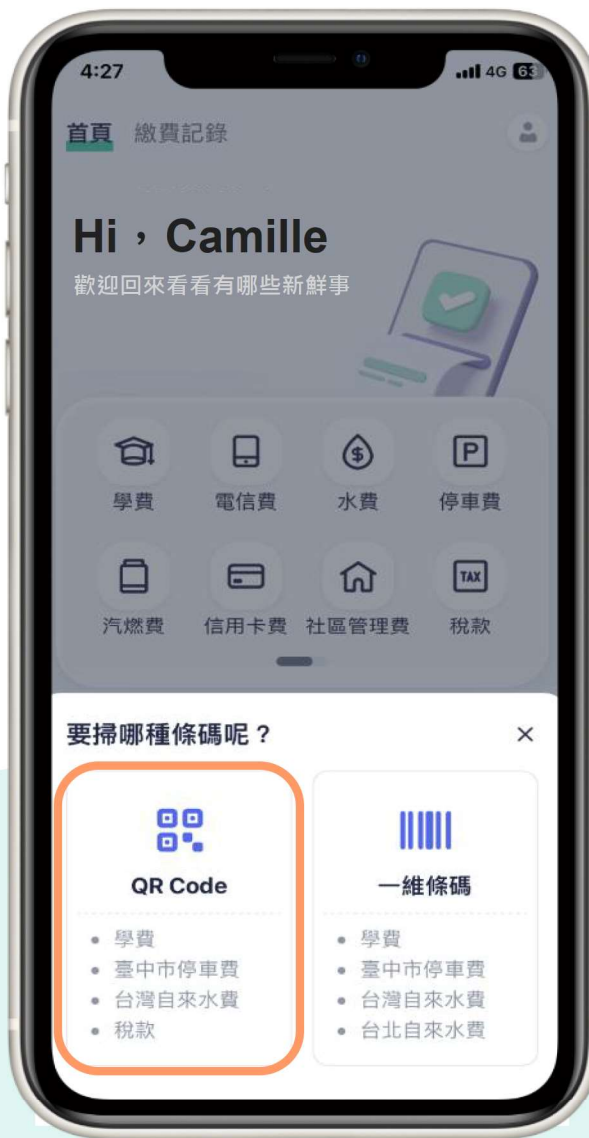 4:27
4G 63
首頁 繳費記錄
Hi，Camille
歡迎回來看看有哪些新鮮事
$ P
學費 電信費 水費 停車費
TAX
汽燃費 信用卡費 社區管理費 稅款
要掃哪種條碼呢？ ×
QR Code 一維條碼
• 學費
• 臺中市停車費
• 台灣自來水費
• 稅款
• 學費
• 臺中市停車費
• 台灣自來水費
• 台北自來水費